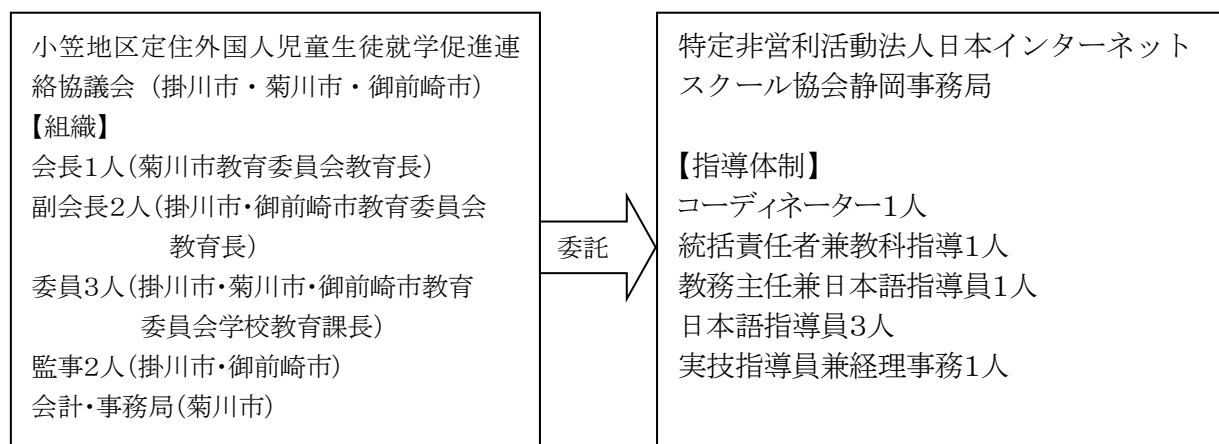 小笠地区定住外国人児童生徒就学促進連
絡協議会（掛川市・菊川市・御前崎市）
【組織】
会長1人(菊川市教育委員会教育長)
副会長2人(掛川市･御前崎市教育委員会
教育長)
委員3人(掛川市･菊川市･御前崎市教育
委員会学校教育課長)
監事2人(掛川市･御前崎市)
会計･事務局(菊川市)
委託
特定非営利活動法人日本インターネット
スクール協会静岡事務局
【指導体制】
コーディネーター1人
統括責任者兼教科指導1人
教務主任兼日本語指導員1人
日本語指導員3人
実技指導員兼経理事務1人